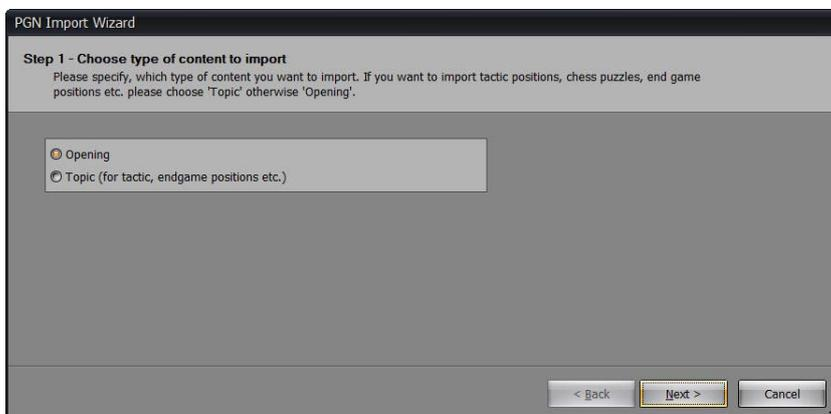 PGN Import Wizard
Step 1 - Choose type of content to import
Please specify, which type of content you want to import. If you want to import tactic positions, chess puzzles, end game
positions etc. please choose 'Topic' otherwise 'Opening'.
Opening
Topic (for tactic, endgame positions etc.)
< Back Next > Cancel